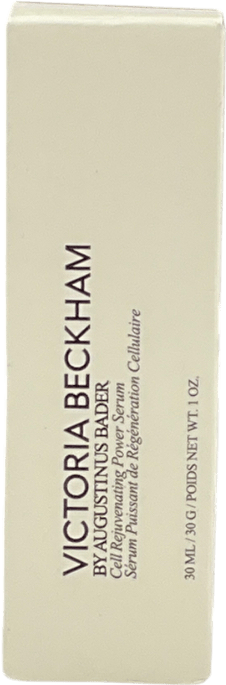 VICTORIA BECKHAM
BY AUGUSTINUS BADER
Cell Rejuvenating Power Serum
Sérum Puissant de Régénération Cellulaire
30 ML / 30 G / POIDS NET WT. 1 OZ.